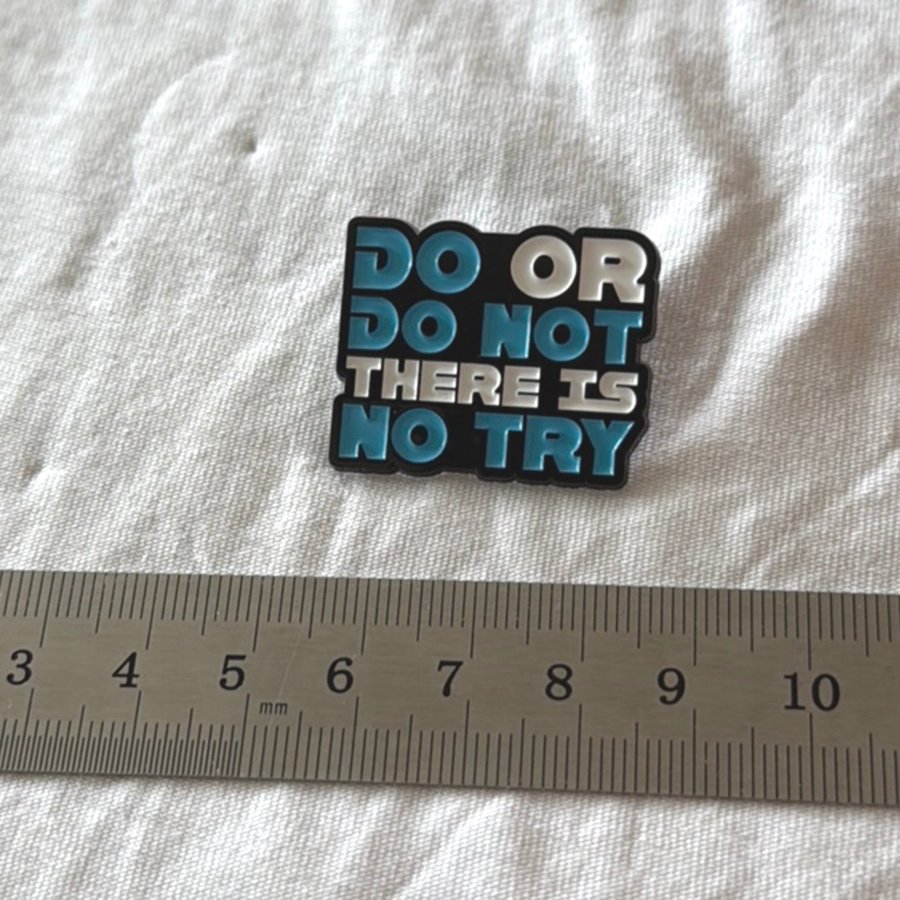 DO OR
DO NOT
THERE IS
NO TRY
3 4 5 6 7 8 9 10
mm